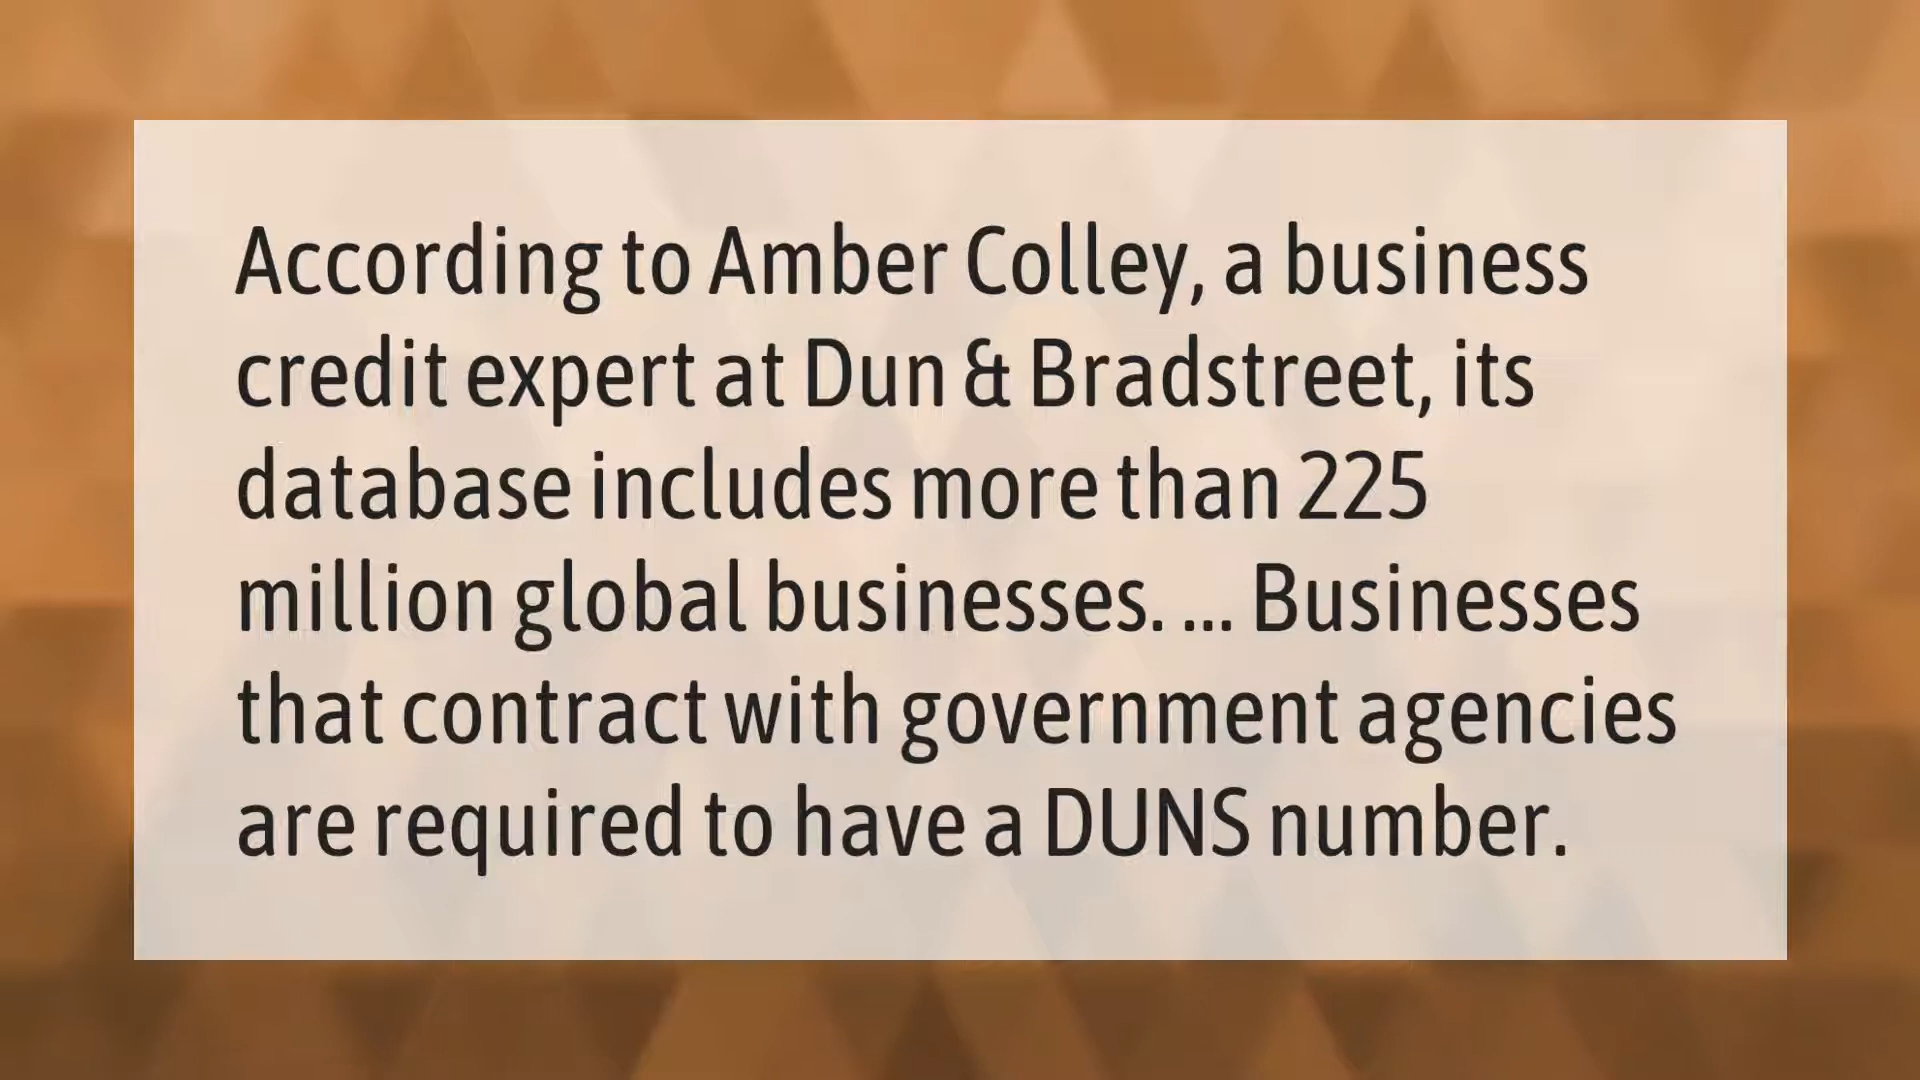 According to Amber Colley, a business
credit expert at Dun & Bradstreet, its
database includes more than 225
million global businesses. ... Businesses
that contract with government agencies
are required to have a DUNS number.